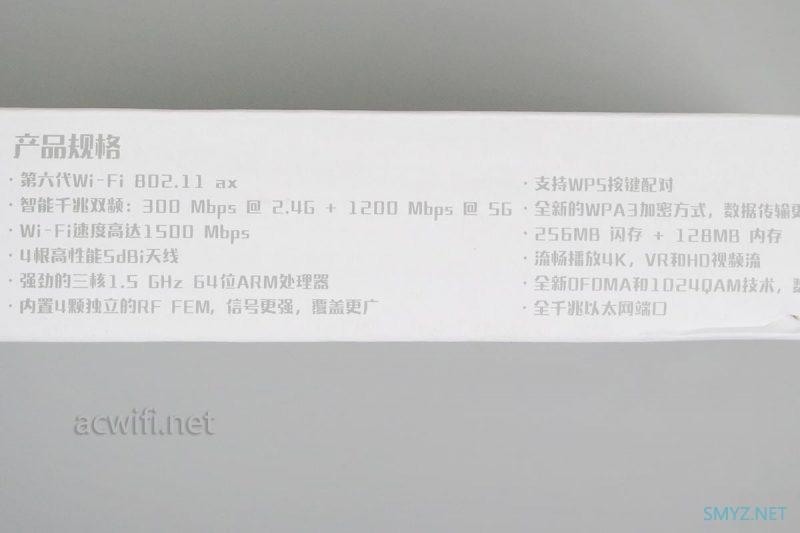 产品规格
·第六代Wi-Fi 802.11 ax
·智能千兆双频：300 Mbps @ 2.4G + 1200 Mbps @ 5G
·Wi-Fi速度高达1500 Mbps
·4根高性能5dBi天线
·强劲的三核1.5 GHz 64位ARM处理器
·内置4颗独立的RF FEM，信号更强，覆盖更广
·支持WPS按键配对
·全新的WPA3加密方式，数据传输更
·256MB 闪存 + 128MB 内存
·流畅播放4K，VR和HD视频流
·全新OFDMA和1024QAM技术，
·全千兆以太网端口
acwifi.net
SMYZ.NET